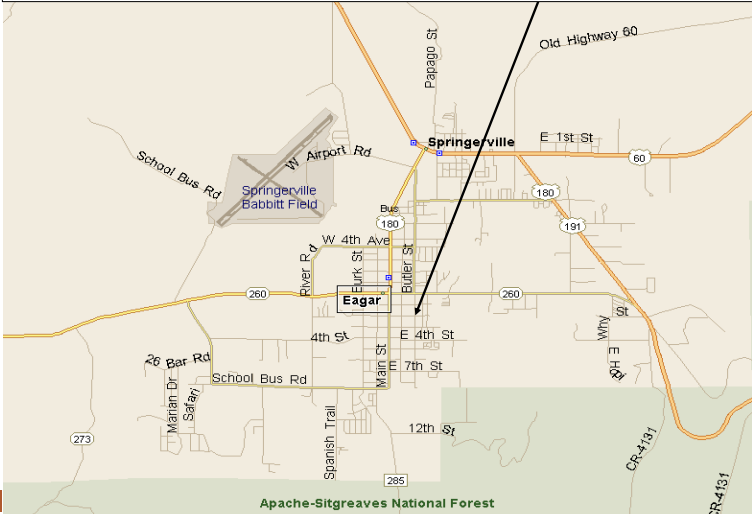 Old Highway 60
Papago St
Springerville
E 1st St
60
W Airport Rd
School Bus Rd
Springerville
Babbitt Field
180
Bus
180
191
W 4th Ave
River Rd
Burk St
Butler St
260
Eagar
260
St
4th St
E 4th St
Why
26 Bar Rd
E 7th St
E
School Bus Rd
Main St
Marian Dr
Safari
Spanish Trail
12th St
273
CR-4131
285
CR-4131
Apache-Sitgreaves National Forest